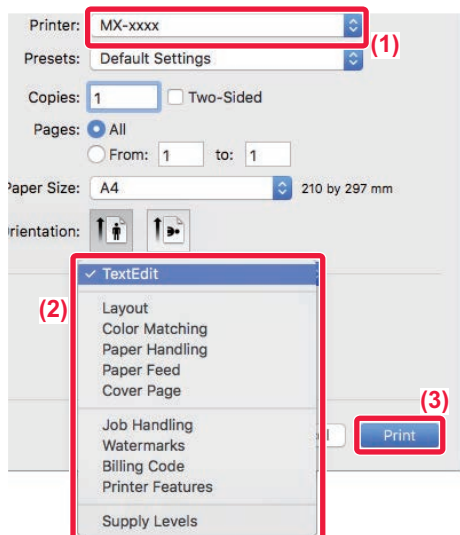 Printer: MX-xxxx
(1)
Presets: Default Settings
Copies: 1 Two-Sided
Pages: All
From: 1 to: 1
Paper Size: A4 210 by 297 mm
rientation:
✓ TextEdit
(2)
Layout
Color Matching
Paper Handling
Paper Feed
Cover Page
(3)
Job Handling
Watermarks
Billing Code
Printer Features
l Print
Supply Levels